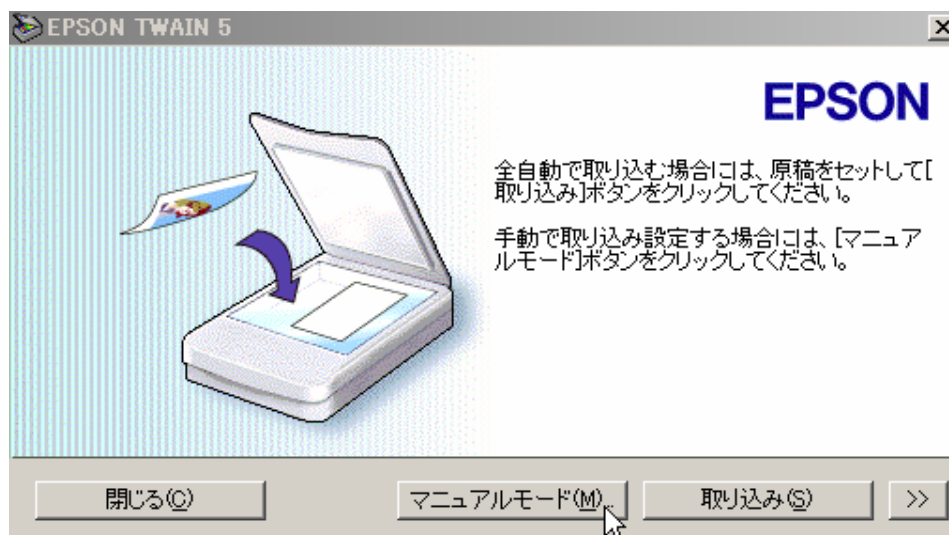 EPSON TWAIN 5
EPSON
全自動で取り込む場合には、原稿をセットして[
取り込み]ボタンをクリックしてください。
手動で取り込み設定する場合には、[マニュア
ルモード]ボタンをクリックしてください。
閉じる(C)
マニュアルモード(M)...
取り込み(S)
>>